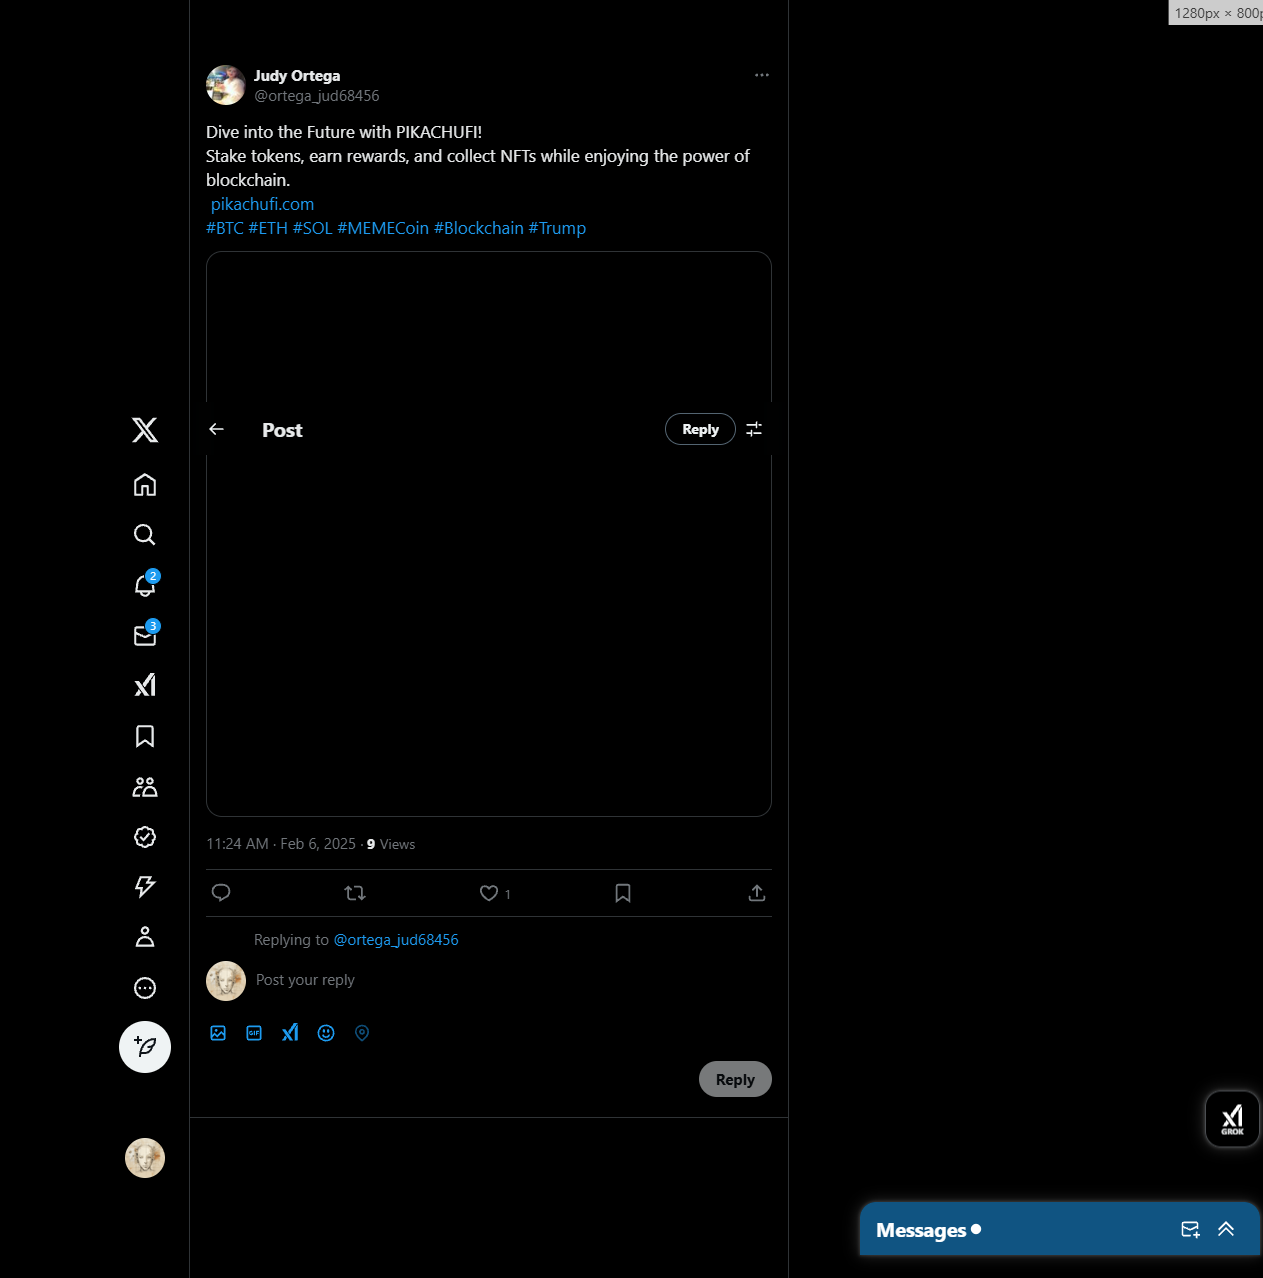 1280px × 800p
Judy Ortega
@ortega_jud68456
Dive into the Future with PIKACHUFI!
Stake tokens, earn rewards, and collect NFTs while enjoying the power of
blockchain.
pikachufi.com
#BTC #ETH #SOL #MEMECoin #Blockchain #Trump
Post
Reply
2
3
11:24 AM · Feb 6, 2025 · 9 Views
1
Replying to @ortega_jud68456
Post your reply
GIF
Reply
GROK
Messages